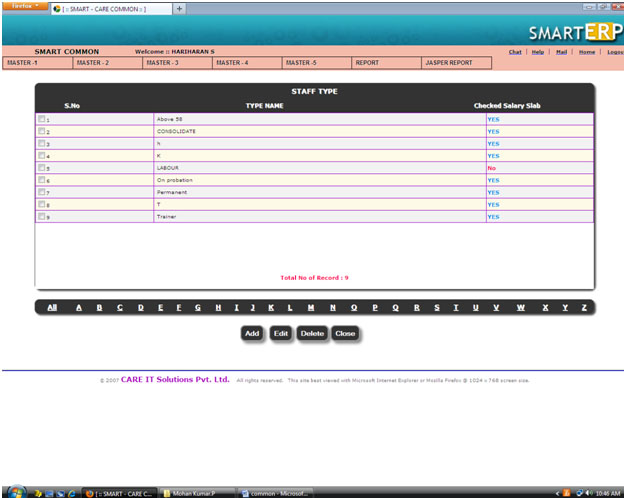 Firefox
[ :: SMART - CARE COMMON :: ]
SMARTERP
SMART COMMON Welcome :: HARIHARAN S Chat | Help | Mail | Home | Logout
MASTER -1 MASTER - 2 MASTER - 3 MASTER - 4 MASTER -5 REPORT JASPER REPORT
STAFF TYPE
S.No TYPE NAME Checked Salary Slab
1 Above 58 YES
2 CONSOLIDATE YES
3 h YES
4 K YES
5 LABOUR No
6 On probation YES
7 Permanent YES
8 T YES
9 Trainer YES
Total No of Record : 9
All A B C D E F G H I J K L M N O P Q R S T U V W X Y Z
Add Edit Delete Close
© 2007 CARE IT Solutions Pvt. Ltd. All rights reserved. This site best viewed with Microsoft Internet Explorer or Mozilla Firefox @ 1024 x 768 screen size.
[ :: SMART - CARE C... Mohan Kumar.P common - Microsof... 10:46 AM